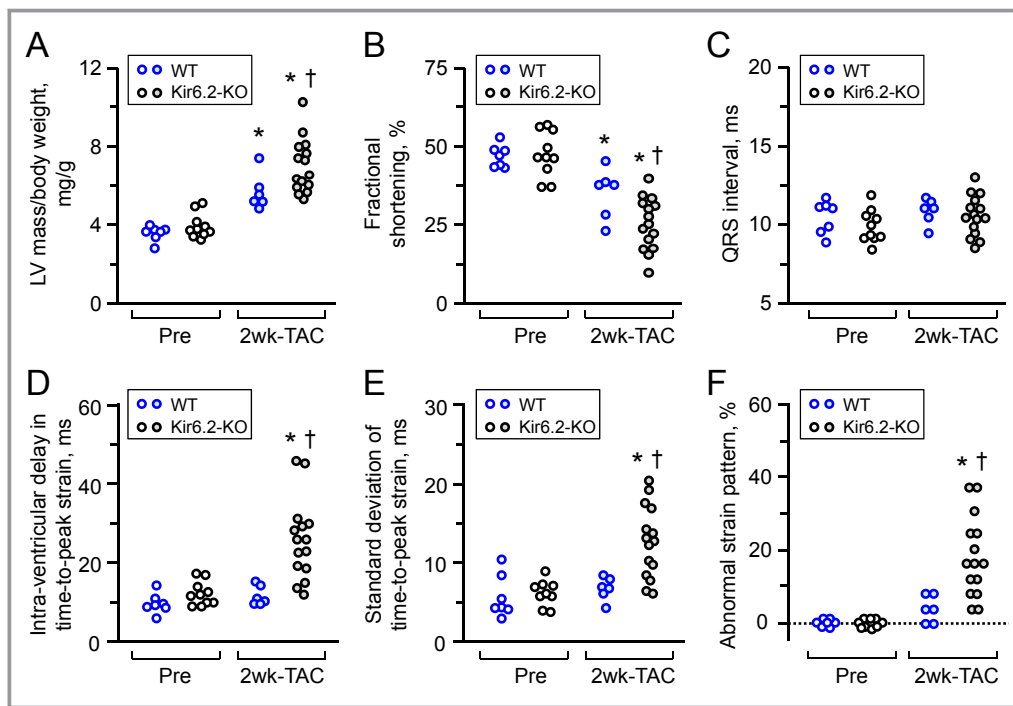 A
LV mass/body weight,
mg/g
12
8
4
0
WT
Kir6.2-KO
*
* †
Pre
2wk-TAC
B
Fractional
shortening, %
75
50
25
0
WT
Kir6.2-KO
*
* †
Pre
2wk-TAC
C
QRS interval, ms
20
15
10
5
WT
Kir6.2-KO
Pre
2wk-TAC
D
Intra-ventricular delay in
time-to-peak strain, ms
60
40
20
0
WT
Kir6.2-KO
* †
Pre
2wk-TAC
E
Standard deviation of
time-to-peak strain, ms
30
20
10
0
WT
Kir6.2-KO
* †
Pre
2wk-TAC
F
Abnormal strain pattern, %
60
40
20
0
WT
Kir6.2-KO
* †
Pre
2wk-TAC